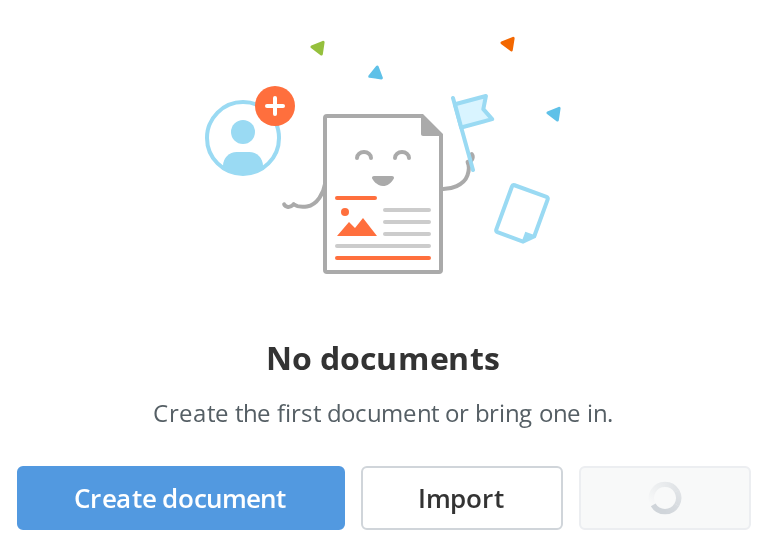 No documents
Create the first document or bring one in.
Create document
Import